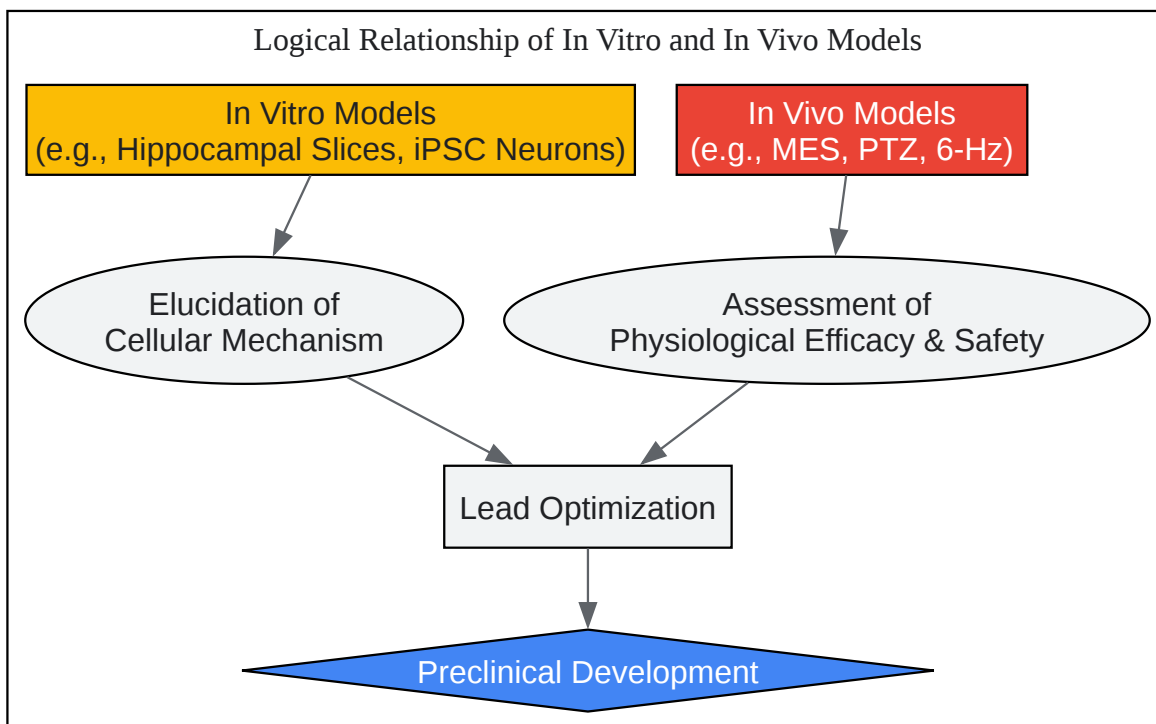 Logical Relationship of In Vitro and In Vivo Models
In Vitro Models
(e.g., Hippocampal Slices, iPSC Neurons)
In Vivo Models
(e.g., MES, PTZ, 6-Hz)
Elucidation of
Cellular Mechanism
Assessment of
Physiological Efficacy & Safety
Lead Optimization
Preclinical Development